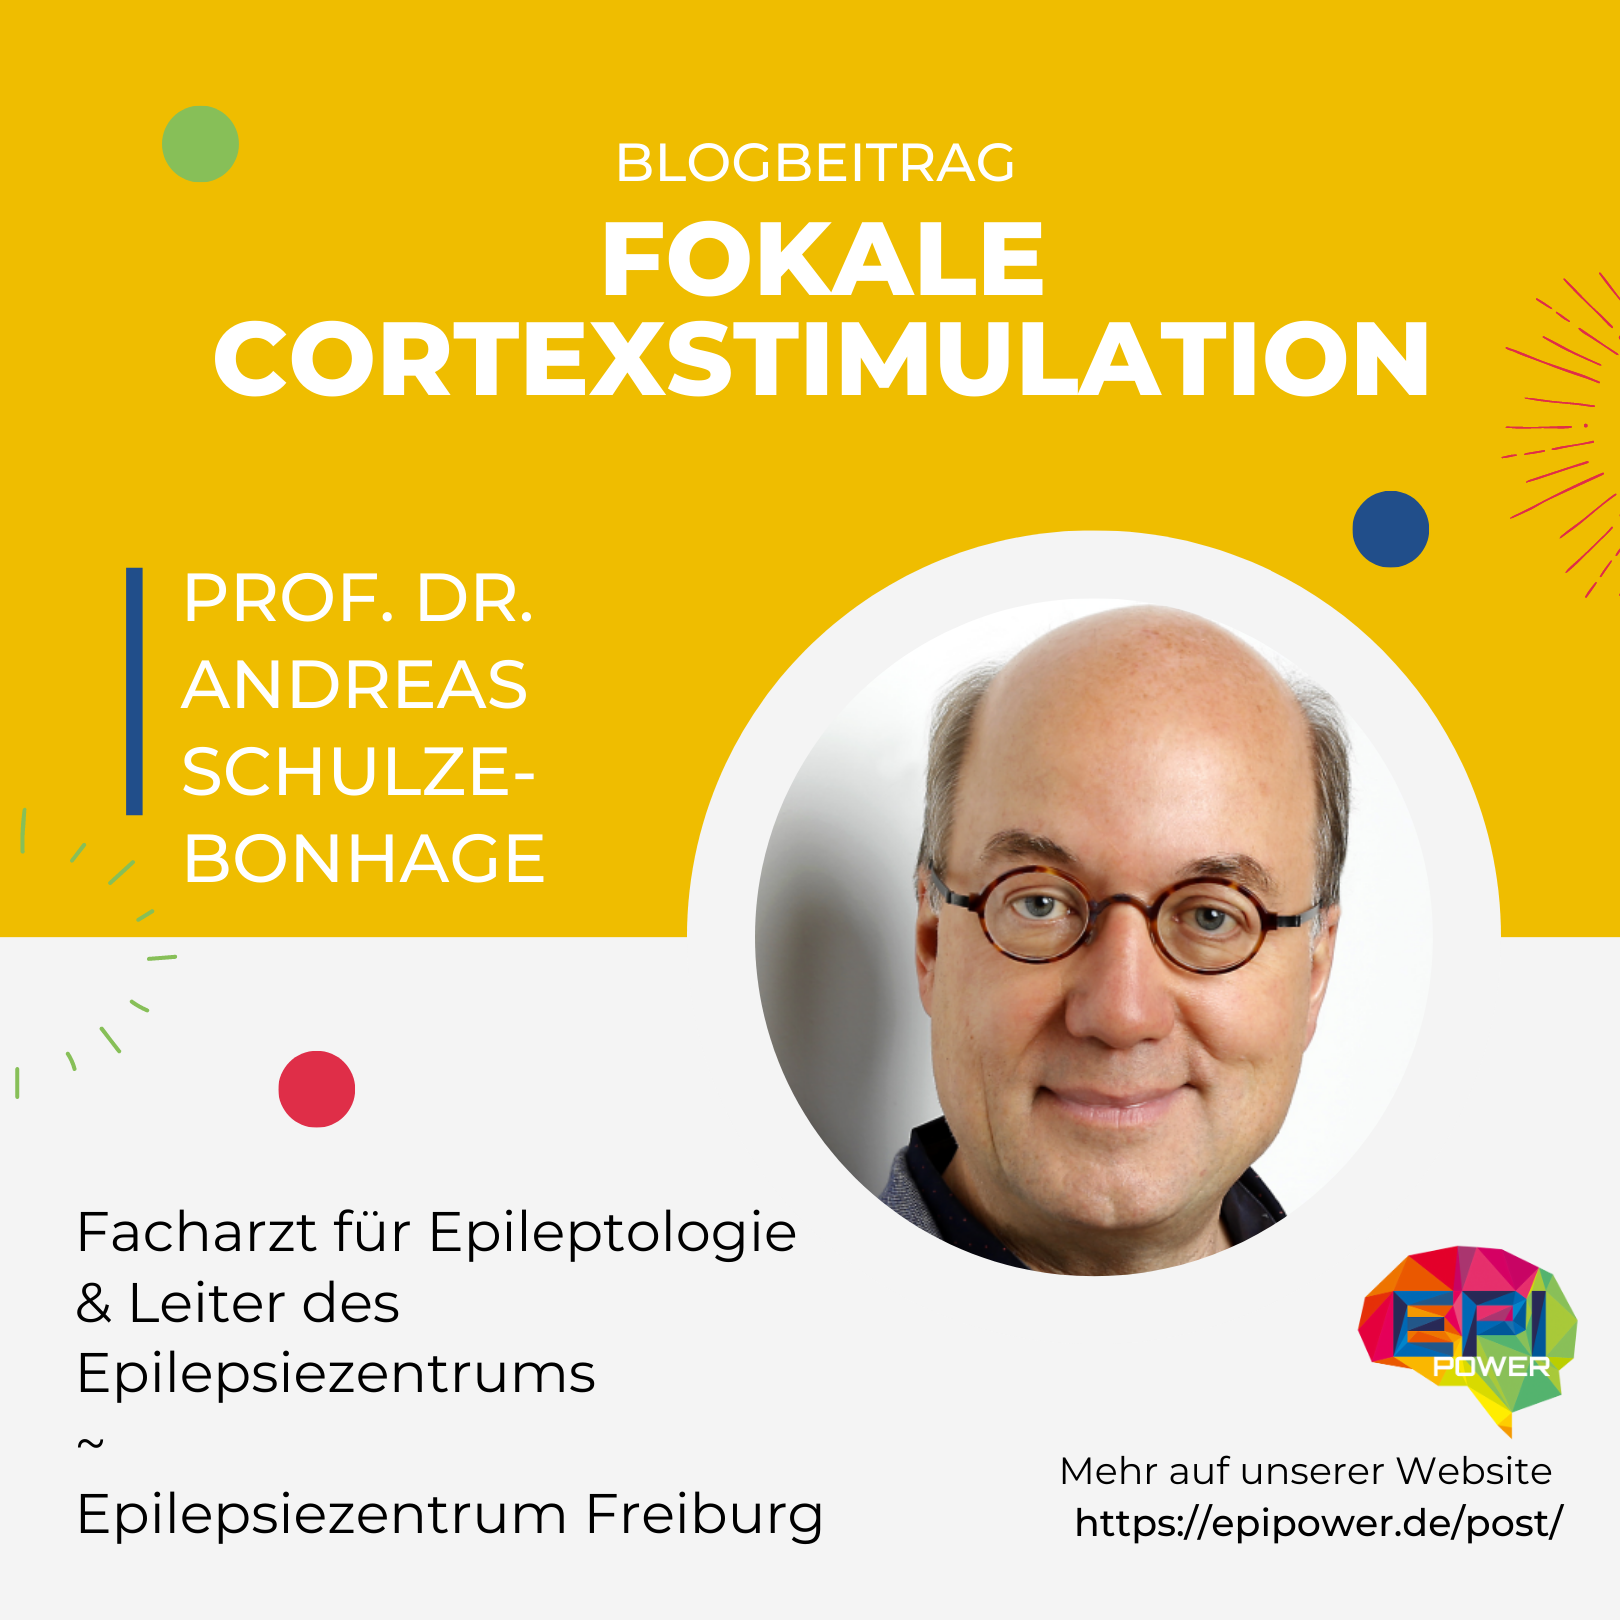 BLOGBEITRAG
FOKALE
CORTEXSTIMULATION
PROF. DR.
ANDREAS
SCHULZE-
BONHAGE
Facharzt für Epileptologie
& Leiter des
Epilepsiezentrums
~
Epilepsiezentrum Freiburg
EPI
POWER
Mehr auf unserer Website
https://epipower.de/post/